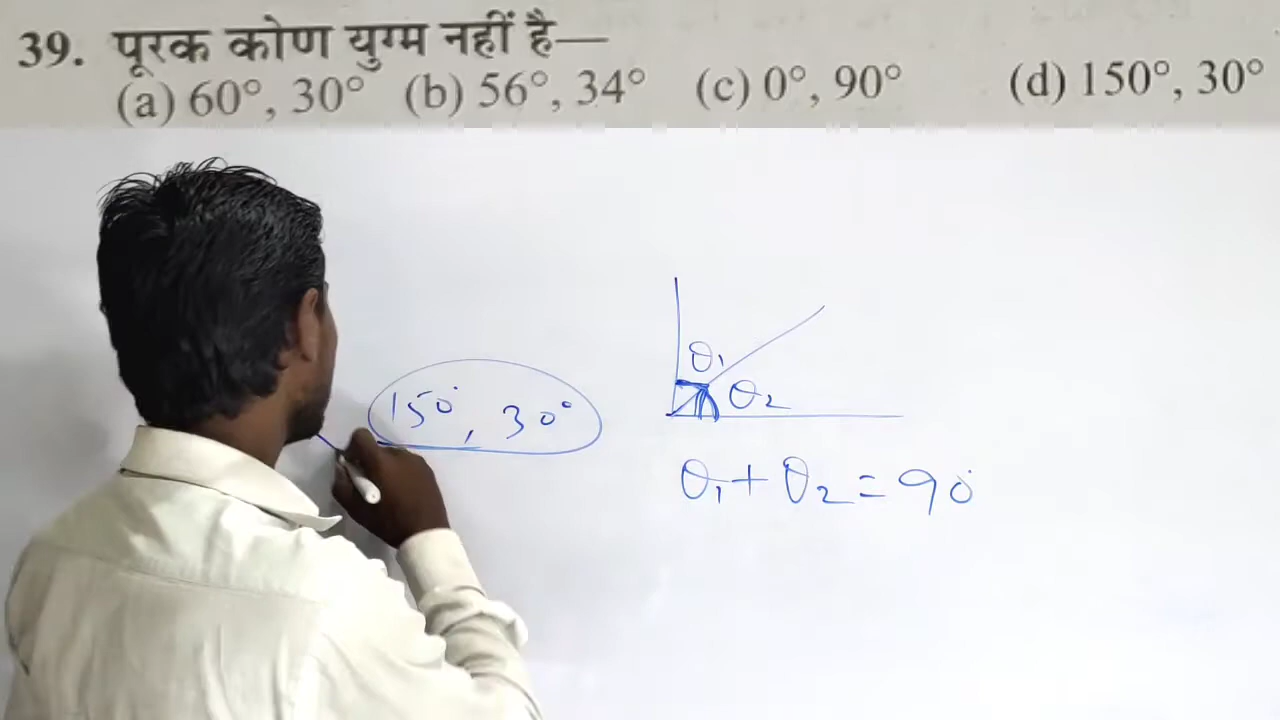 39. पूरक कोण युग्म नहीं है—
(a) 60°, 30° (b) 56°, 34° (c) 0°, 90° (d) 150°, 30°
θ₁
150°, 30° θ₂
θ₁ + θ₂ = 90°